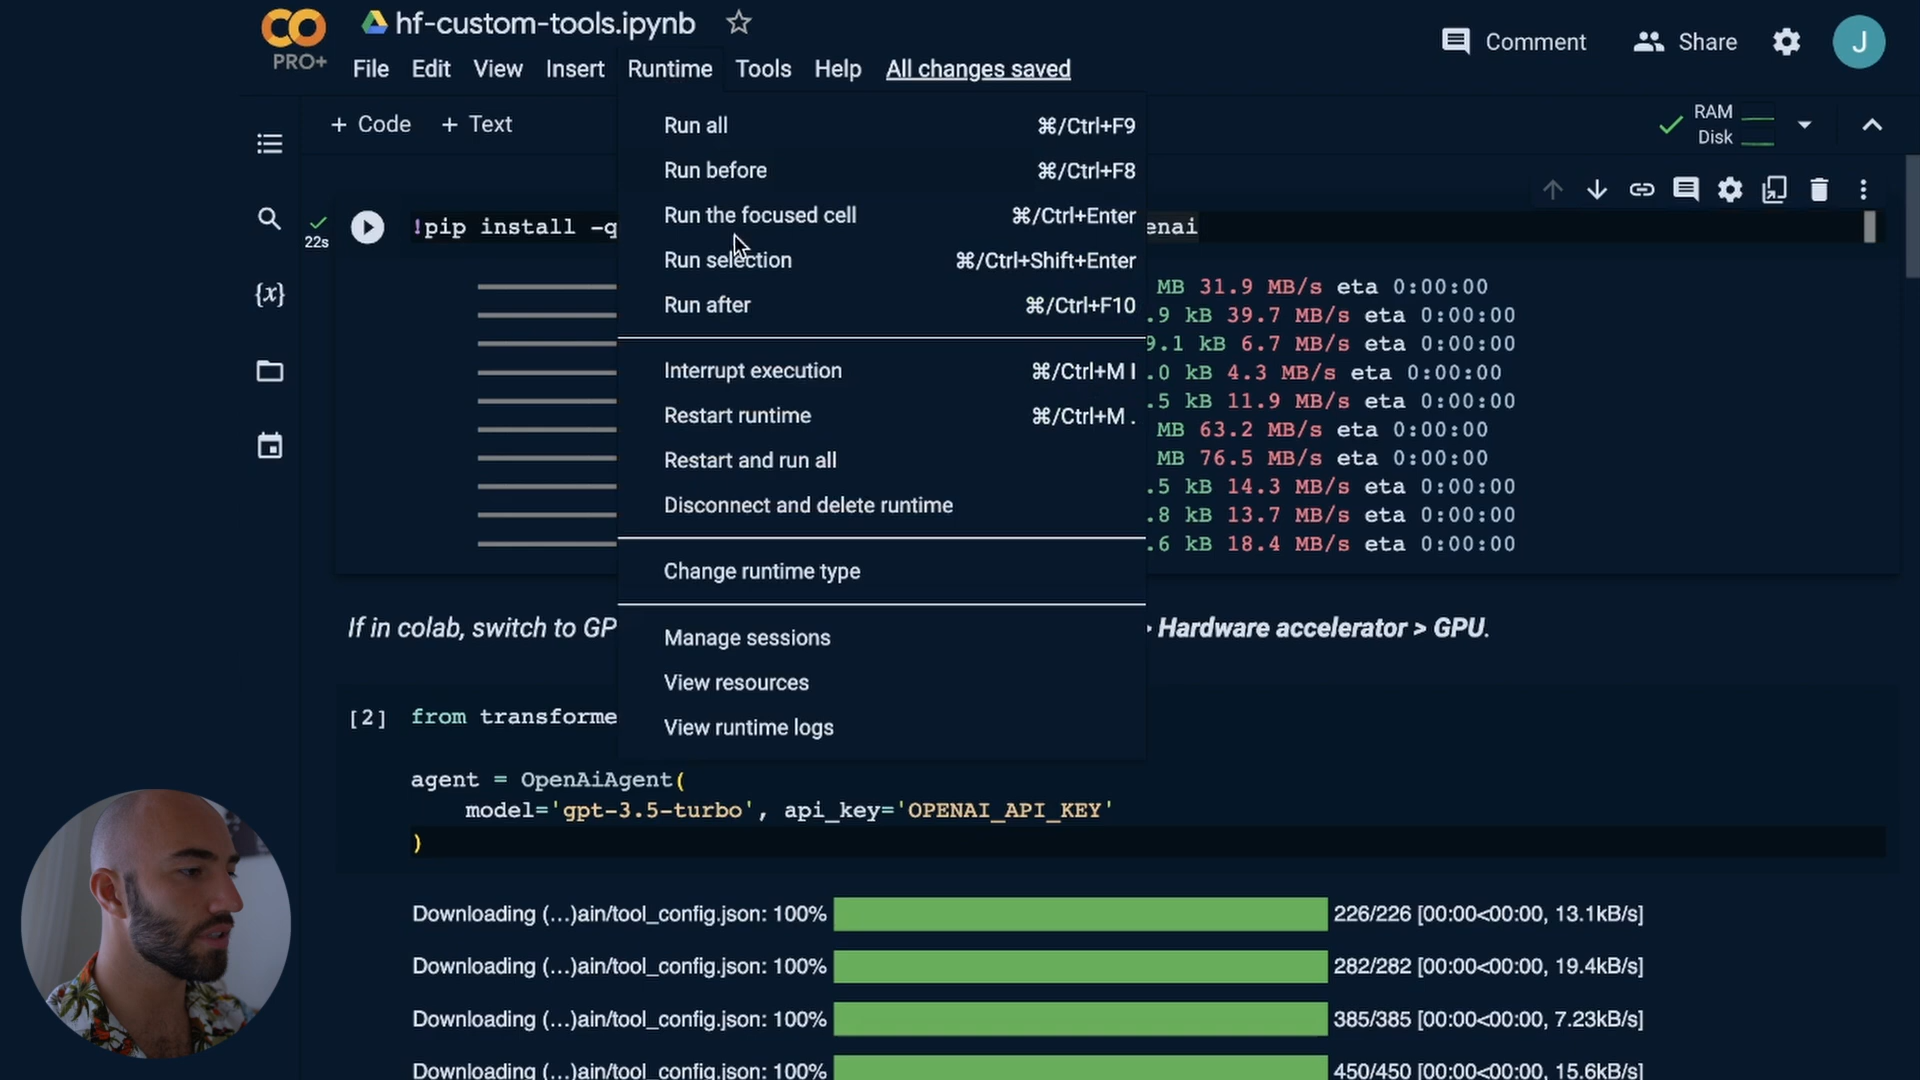 hf-custom-tools.ipynb
PRO+
File Edit View Insert Runtime Tools Help All changes saved
Comment Share J
+ Code + Text
RAM
Disk
Run all ⌘/Ctrl+F9
Run before ⌘/Ctrl+F8
Run the focused cell ⌘/Ctrl+Enter
Run selection ⌘/Ctrl+Shift+Enter
Run after ⌘/Ctrl+F10
Interrupt execution ⌘/Ctrl+M I
Restart runtime ⌘/Ctrl+M .
Restart and run all
Disconnect and delete runtime
Change runtime type
Manage sessions
View resources
View runtime logs
{x}
22s
!pip install -q enai
MB 31.9 MB/s eta 0:00:00
.9 kB 39.7 MB/s eta 0:00:00
9.1 kB 6.7 MB/s eta 0:00:00
.0 kB 4.3 MB/s eta 0:00:00
.5 kB 11.9 MB/s eta 0:00:00
MB 63.2 MB/s eta 0:00:00
MB 76.5 MB/s eta 0:00:00
.5 kB 14.3 MB/s eta 0:00:00
.8 kB 13.7 MB/s eta 0:00:00
.6 kB 18.4 MB/s eta 0:00:00
If in colab, switch to GP > Hardware accelerator > GPU.
[2] from transforme
agent = OpenAiAgent(
model='gpt-3.5-turbo', api_key='OPENAI_API_KEY'
)
Downloading (…)ain/tool_config.json: 100% 226/226 [00:00<00:00, 13.1kB/s]
Downloading (…)ain/tool_config.json: 100% 282/282 [00:00<00:00, 19.4kB/s]
Downloading (…)ain/tool_config.json: 100% 385/385 [00:00<00:00, 7.23kB/s]
Downloading (…)ain/tool_config.json: 100% 450/450 [00:00<00:00, 15.6kB/s]